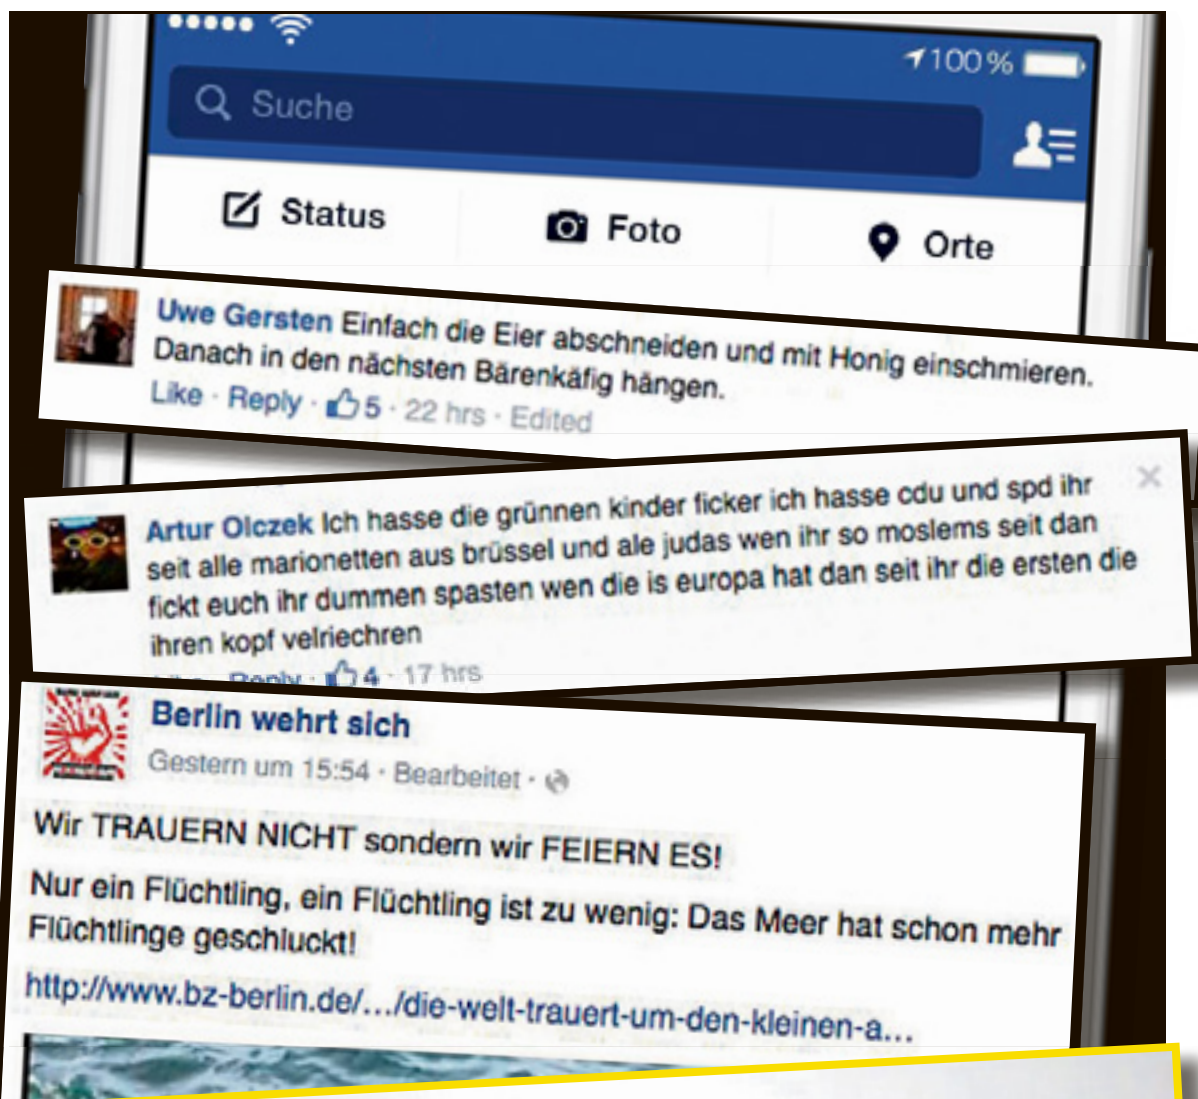 100 %
Suche
Status Foto Orte
Uwe Gersten Einfach die Eier abschneiden und mit Honig einschmieren.
Danach in den nächsten Bärenkäfig hängen.
Like · Reply · 5 · 22 hrs · Edited
Artur Olczek Ich hasse die grünnen kinder ficker ich hasse cdu und spd ihr
seit alle marionetten aus brüssel und ale judas wen ihr so moslems seit dan
fickt euch ihr dummen spasten wen die is europa hat dan seit ihr die ersten die
ihren kopf velriechren
Like · Reply · 4 · 17 hrs
Berlin wehrt sich
Gestern um 15:54 · Bearbeitet ·
Wir TRAUERN NICHT sondern wir FEIERN ES!
Nur ein Flüchtling, ein Flüchtling ist zu wenig: Das Meer hat schon mehr
Flüchtlinge geschluckt!
http://www.bz-berlin.de/.../die-welt-trauert-um-den-kleinen-a...